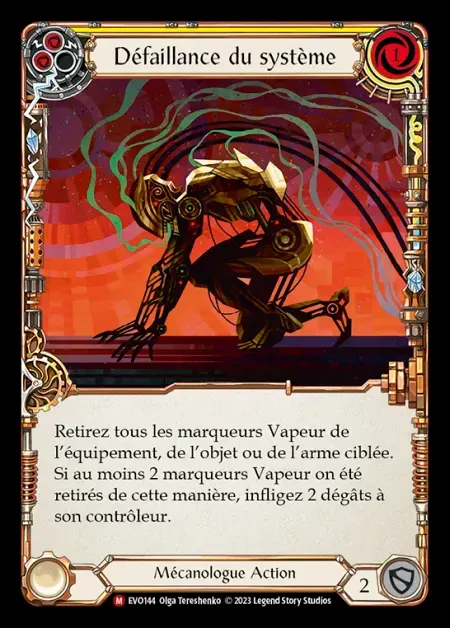 Défaillance du système
1
Retirez tous les marqueurs Vapeur de
l'équipement, de l'objet ou de l'arme ciblée.
Si au moins 2 marqueurs Vapeur on été
retirés de cette manière, infligez 2 dégâts à
son contrôleur.
Mécanologue Action
2
M EVO144 Olga Tereshenko © 2023 Legend Story Studios